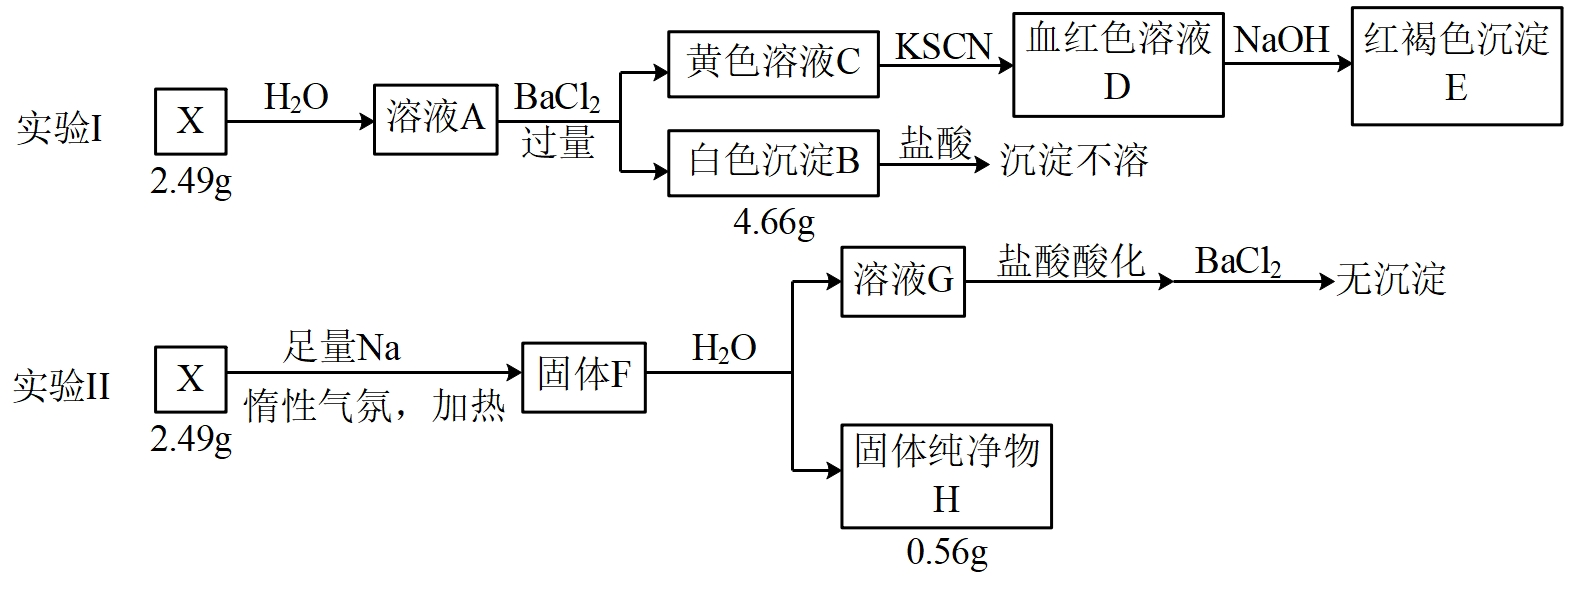 实验I
X
2.49g
H₂O
溶液A
BaCl₂
过量
黄色溶液C
KSCN
血红色溶液
D
NaOH
红褐色沉淀
E
白色沉淀B
4.66g
盐酸
沉淀不溶
实验II
X
2.49g
足量Na
惰性气氛，加热
固体F
H₂O
溶液G
盐酸酸化
BaCl₂
无沉淀
固体纯净物
H
0.56g